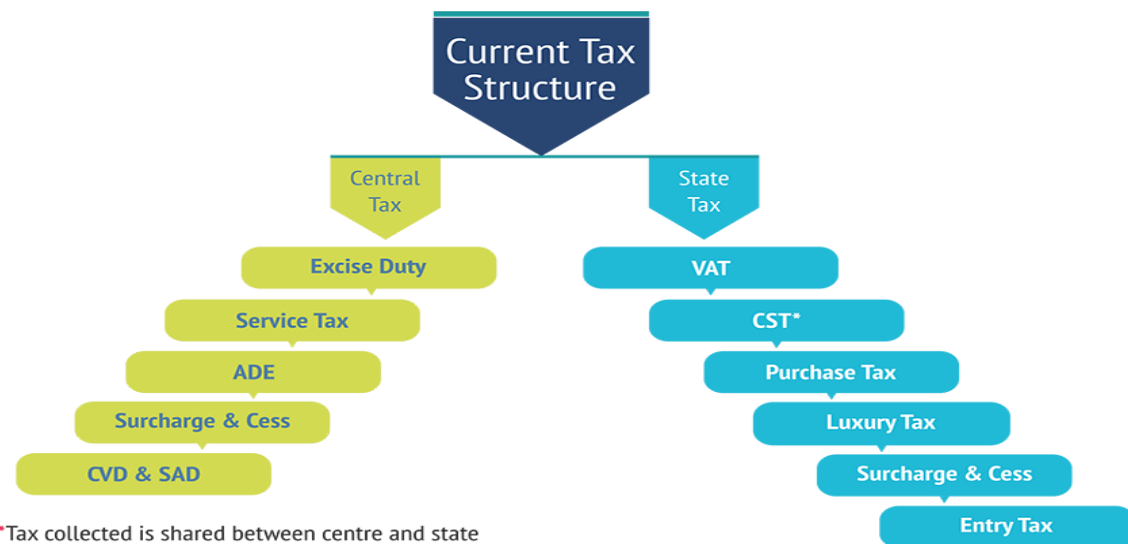 Current Tax
Structure
Central
Tax
Excise Duty
Service Tax
ADE
Surcharge & Cess
CVD & SAD
State
Tax
VAT
CST*
Purchase Tax
Luxury Tax
Surcharge & Cess
Entry Tax
*Tax collected is shared between centre and state